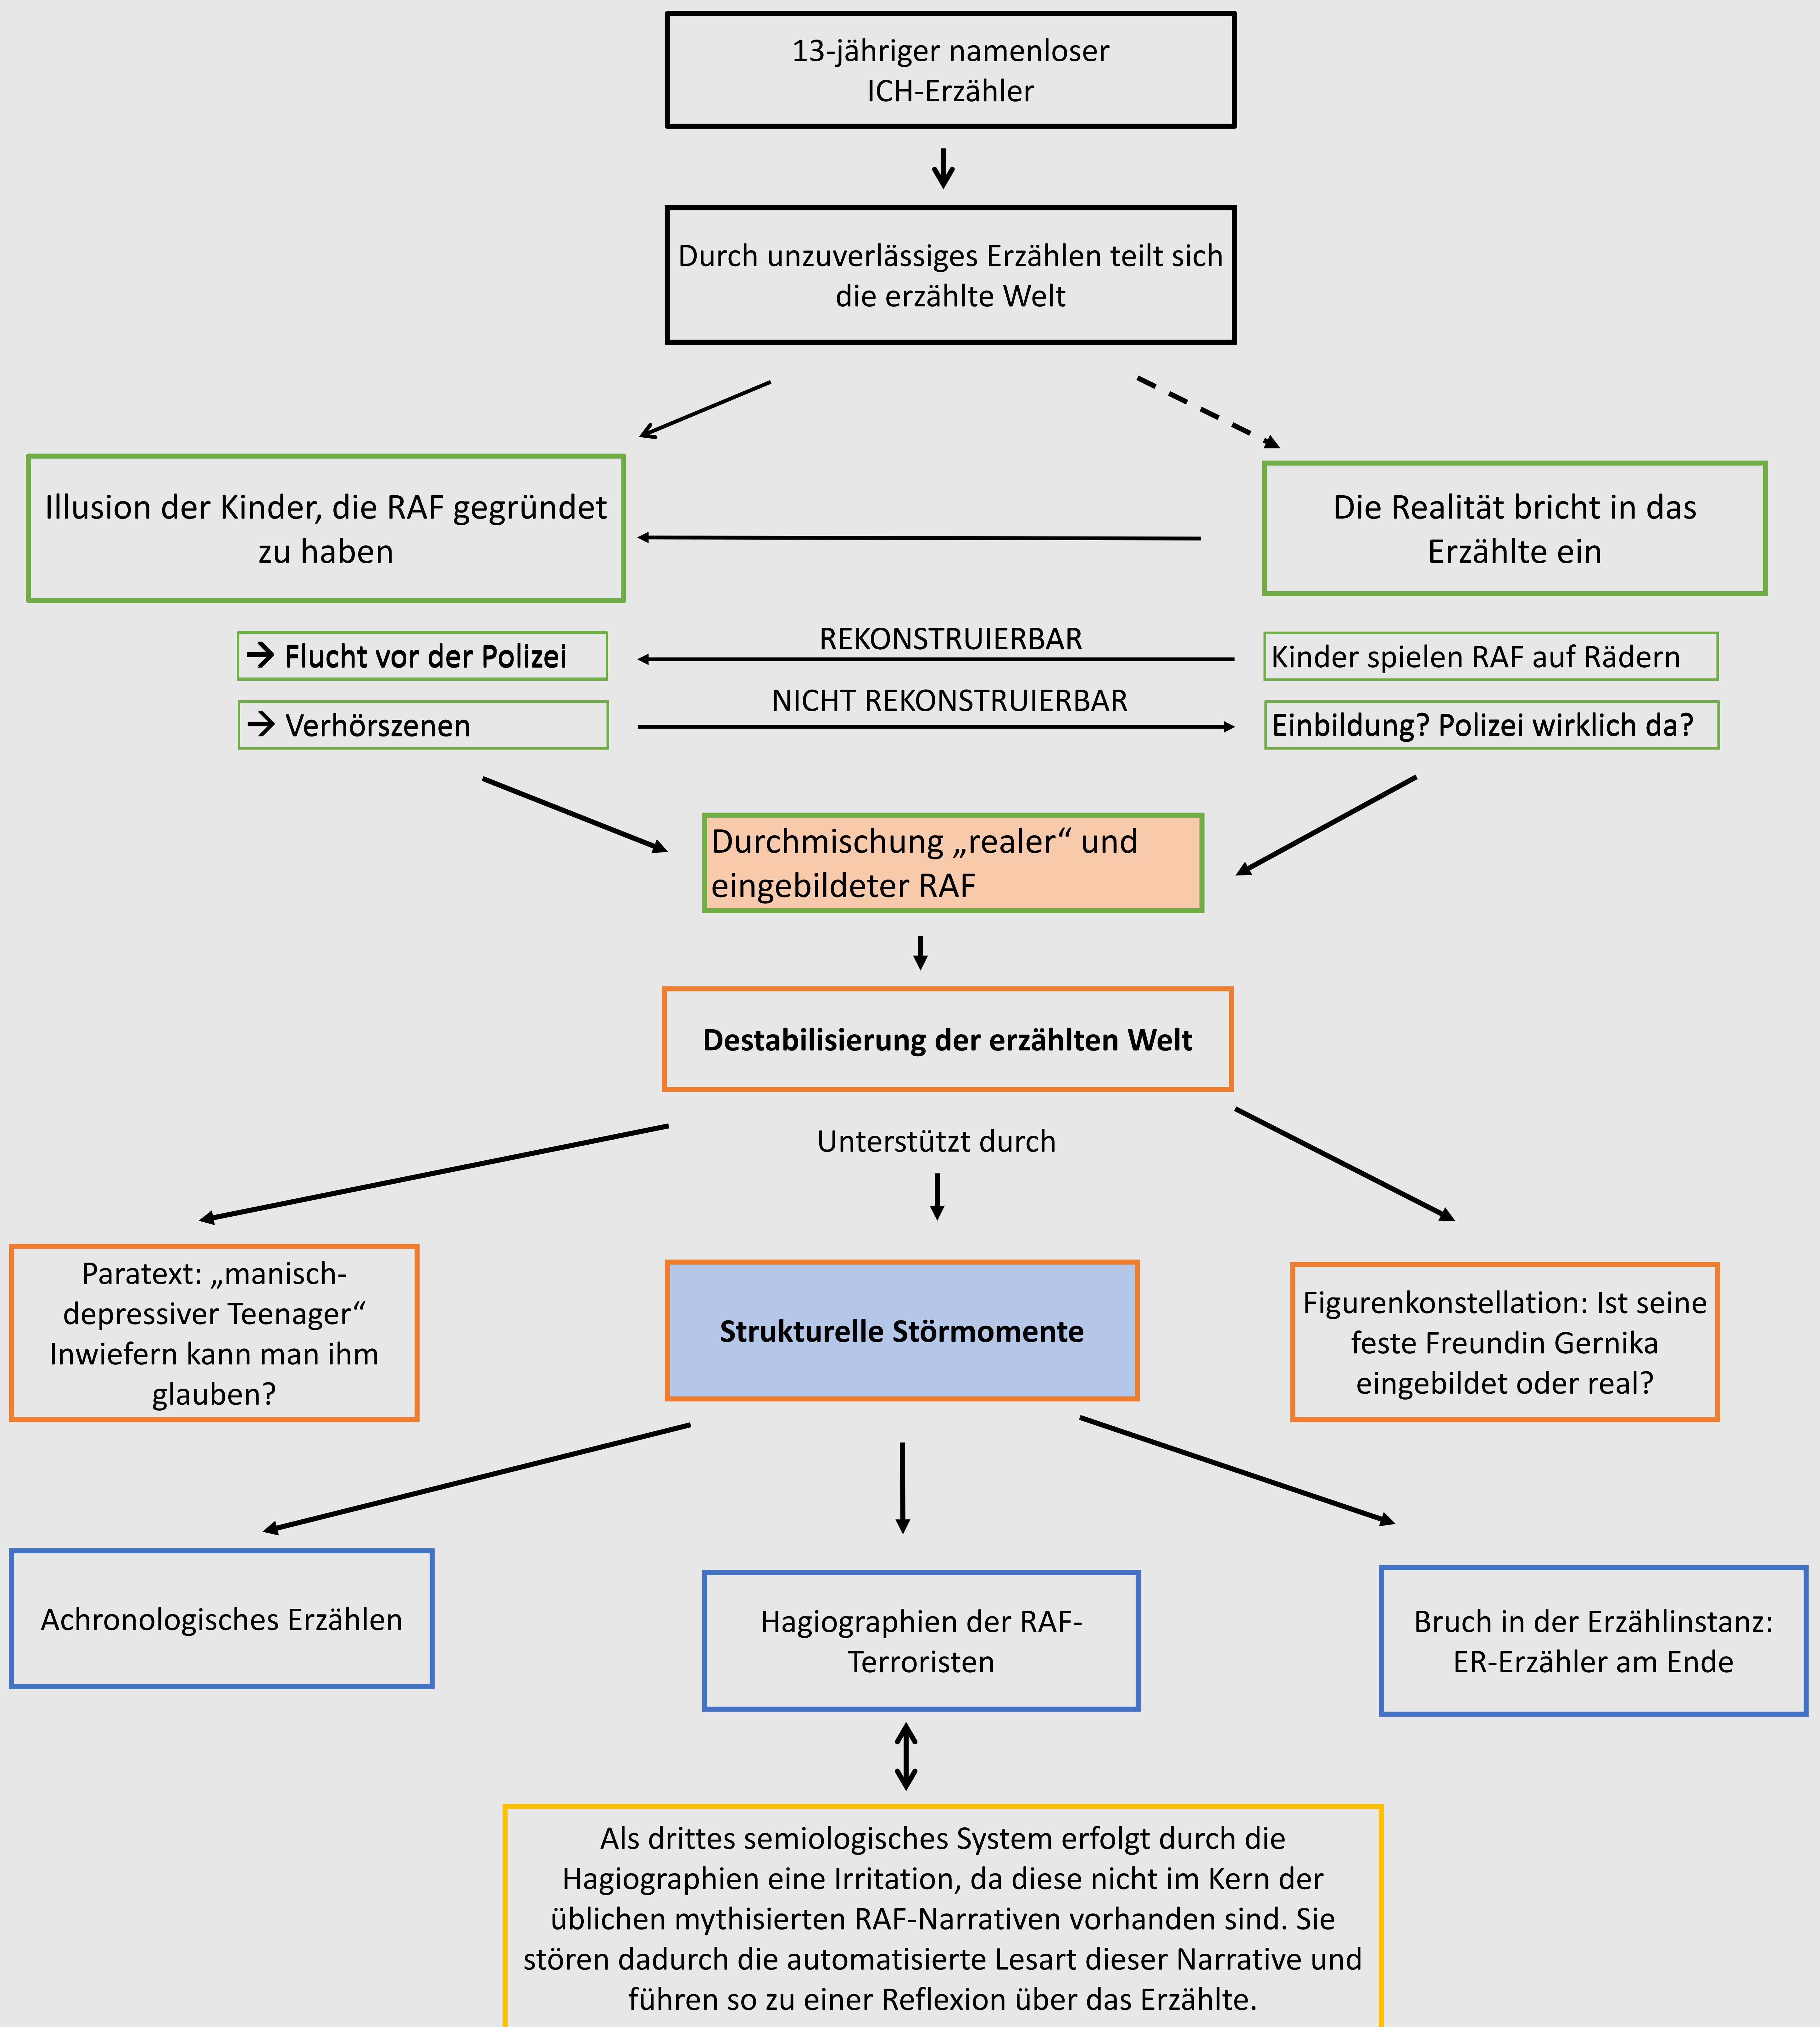 13-jähriger namenloser
ICH-Erzähler
Durch unzuverlässiges Erzählen teilt sich
die erzählte Welt
Illusion der Kinder, die RAF gegründet
zu haben
Die Realität bricht in das
Erzählte ein
→ Flucht vor der Polizei
REKONSTRUIERBAR
Kinder spielen RAF auf Rädern
→ Verhörszenen
NICHT REKONSTRUIERBAR
Einbildung? Polizei wirklich da?
Durchmischung „realer“ und
eingebildeter RAF
Destabilisierung der erzählten Welt
Unterstützt durch
Paratext: „manisch-
depressiver Teenager“
Inwiefern kann man ihm
glauben?
Strukturelle Störmomente
Figurenkonstellation: Ist seine
feste Freundin Gernika
eingebildet oder real?
Achronologisches Erzählen
Hagiographien der RAF-
Terroristen
Bruch in der Erzählinstanz:
ER-Erzähler am Ende
Als drittes semiologisches System erfolgt durch die
Hagiographien eine Irritation, da diese nicht im Kern der
üblichen mythisierten RAF-Narrativen vorhanden sind. Sie
stören dadurch die automatisierte Lesart dieser Narrative und
führen so zu einer Reflexion über das Erzählte.